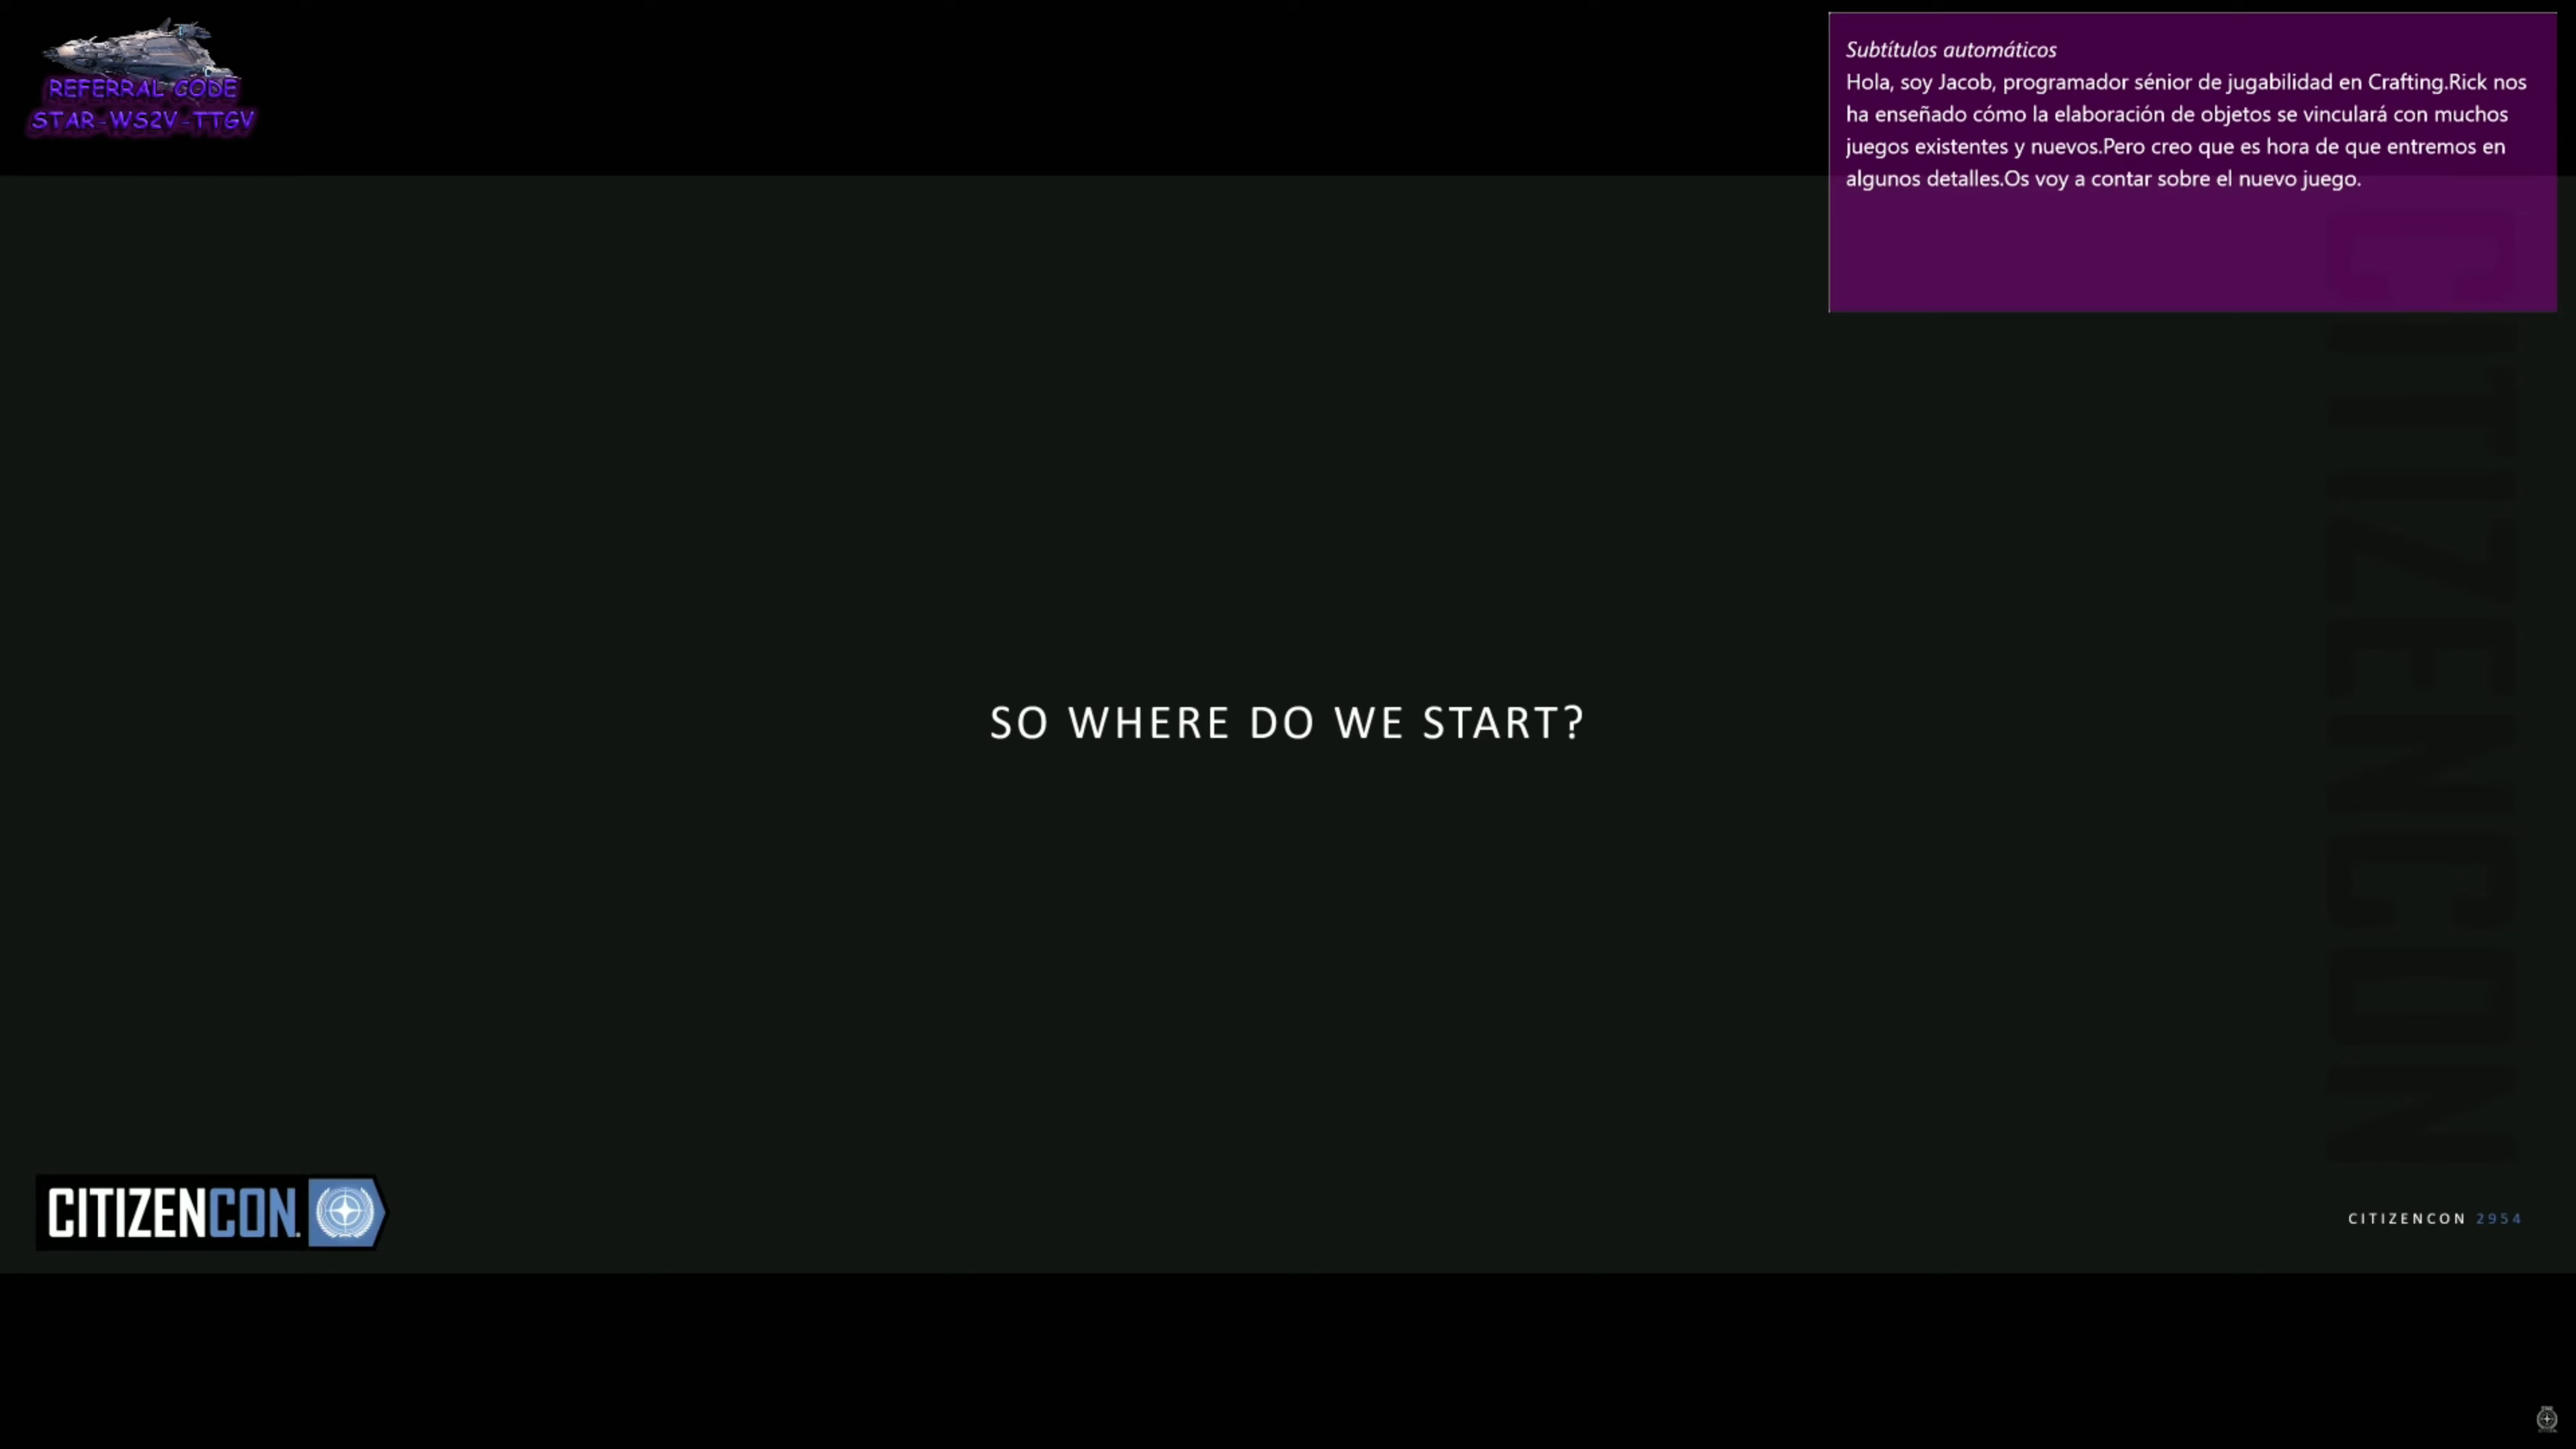 REFERRAL CODE
STAR-WS2V-TTGV
Subtítulos automáticos
Hola, soy Jacob, programador sénior de jugabilidad en Crafting.Rick nos
ha enseñado cómo la elaboración de objetos se vinculará con muchos
juegos existentes y nuevos.Pero creo que es hora de que entremos en
algunos detalles.Os voy a contar sobre el nuevo juego.
CITIZENCON
SO WHERE DO WE START?
CITIZENCON.
CITIZENCON 2954